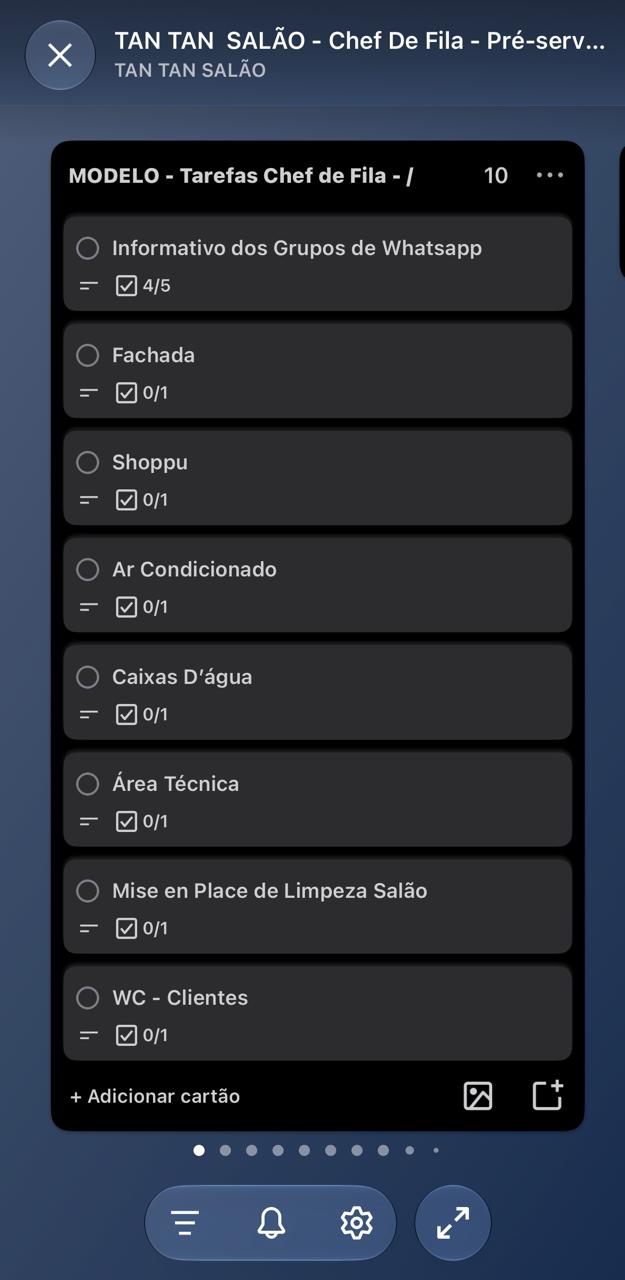 TAN TAN  SALÃO - Chef De Fila - Pré-serv...
TAN TAN SALÃO
MODELO - Tarefas Chef de Fila - /
10
Informativo dos Grupos de Whatsapp
4/5
Fachada
0/1
Shoppu
0/1
Ar Condicionado
0/1
Caixas D’água
0/1
Área Técnica
0/1
Mise en Place de Limpeza Salão
0/1
WC - Clientes
0/1
+ Adicionar cartão